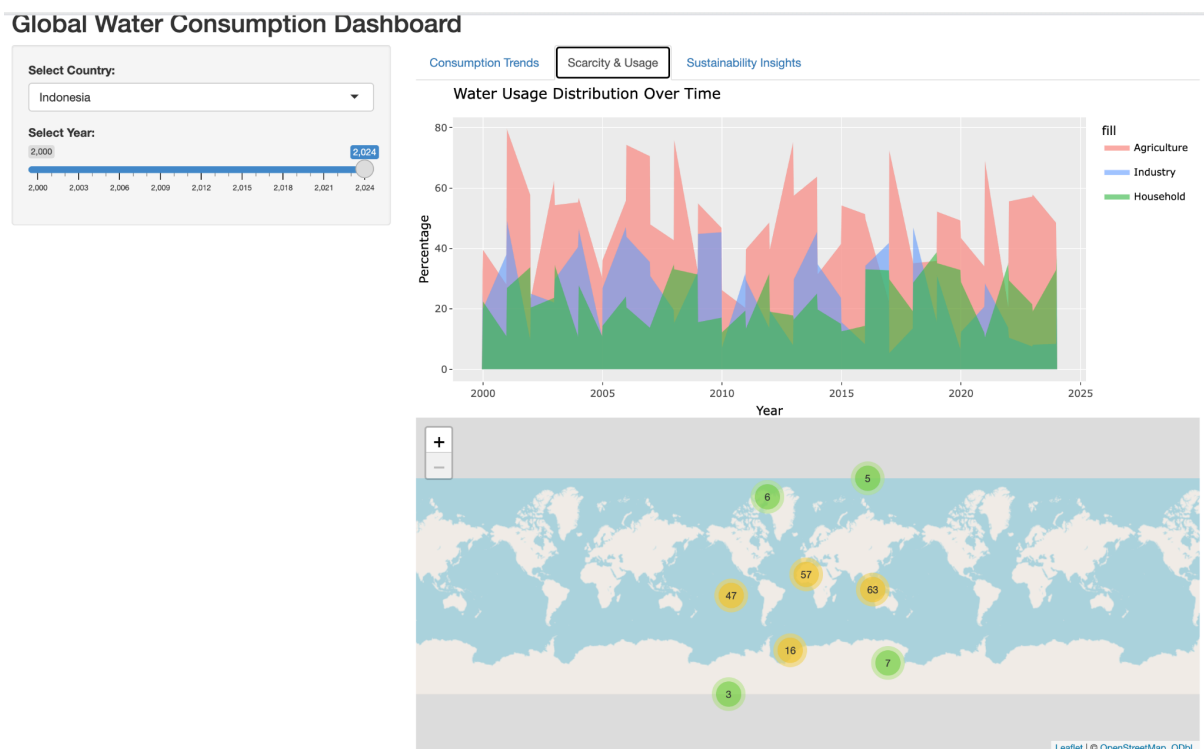 Global Water Consumption Dashboard
Select Country:
Indonesia
Select Year:
2,000 2,024
2,000 2,003 2,006 2,009 2,012 2,015 2,018 2,021 2,024
Consumption Trends Scarcity & Usage Sustainability Insights
Water Usage Distribution Over Time
80
60
40
20
0
Percentage
2000 2005 2010 2015 2020 2025
Year
fill
Agriculture
Industry
Household
+
−
5
6
57
63
47
16
7
3
Leaflet | © OpenStreetMap, ODbL